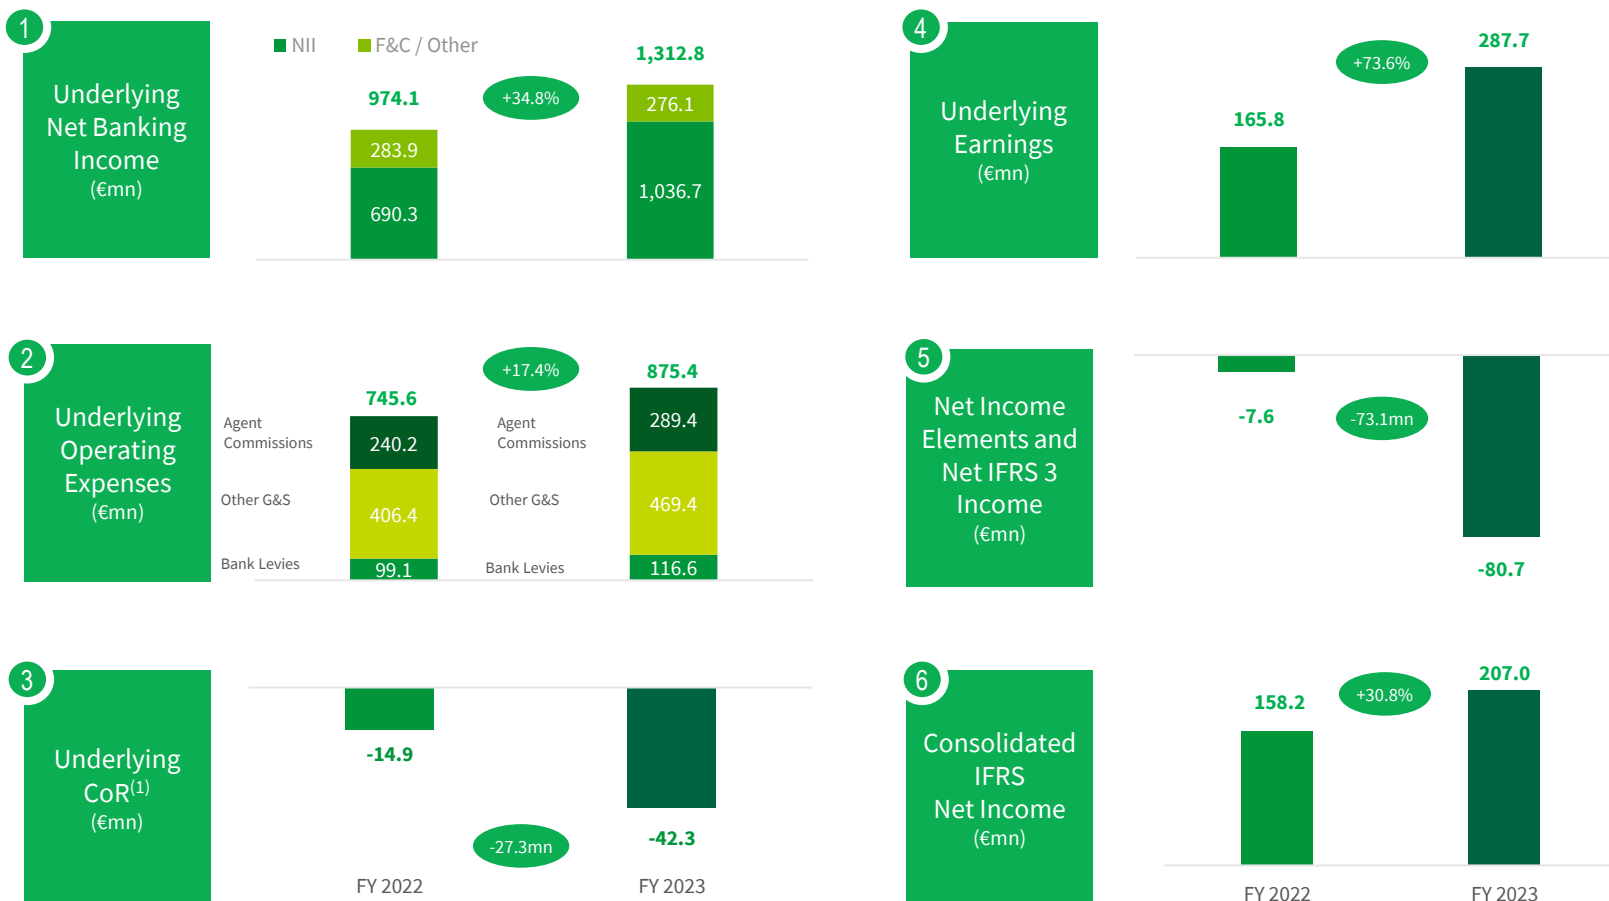 1
Underlying
Net Banking
Income
(€mn)
NII
F&C / Other
974.1
+34.8%
1,312.8
283.9
276.1
690.3
1,036.7
2
Underlying
Operating
Expenses
(€mn)
+17.4%
745.6
875.4
Agent
Commissions
240.2
Agent
Commissions
289.4
Other G&S
406.4
Other G&S
469.4
Bank Levies
99.1
Bank Levies
116.6
3
Underlying
CoR(1)
(€mn)
-14.9
-27.3mn
-42.3
FY 2022
FY 2023
4
Underlying
Earnings
(€mn)
165.8
+73.6%
287.7
5
Net Income
Elements and
Net IFRS 3
Income
(€mn)
-7.6
-73.1mn
-80.7
6
Consolidated
IFRS
Net Income
(€mn)
158.2
+30.8%
207.0
FY 2022
FY 2023